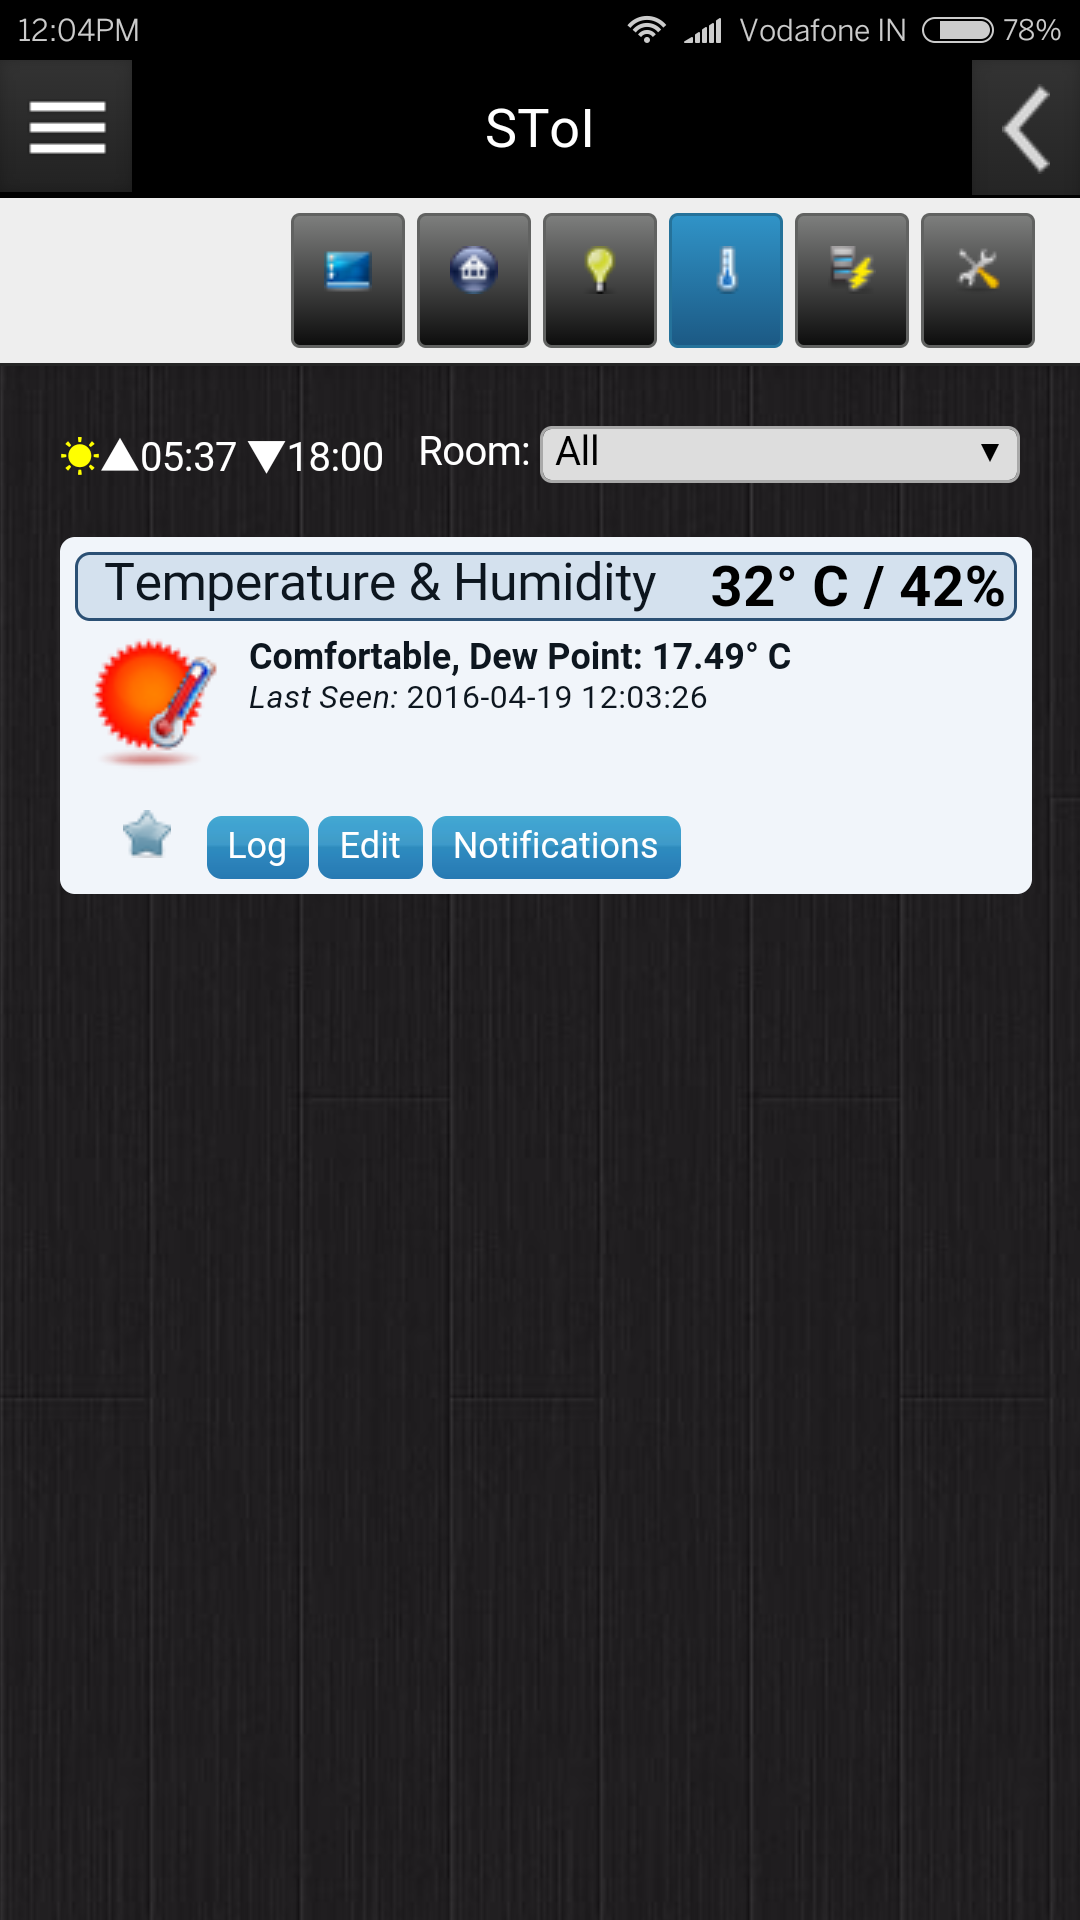 12:04PM Vodafone IN 78%
SToI
05:37 18:00 Room: All
Temperature & Humidity 32° C / 42%
Comfortable, Dew Point: 17.49° C
Last Seen: 2016-04-19 12:03:26
Log Edit Notifications